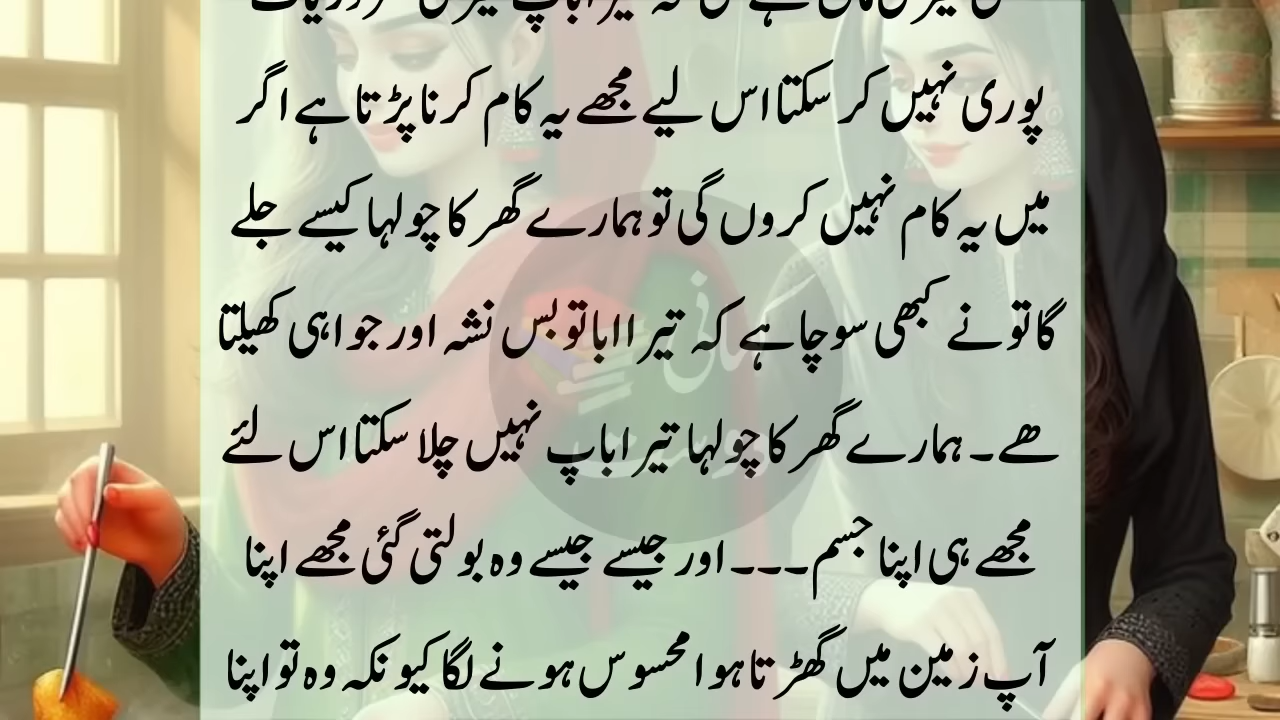 پوری نہیں کر سکتا اس لیے مجھے یہ کام کرنا پڑتا ہے اگر
میں یہ کام نہیں کروں گی تو ہمارے گھر کا چولہا کیسے جلے
گا تو نے کبھی سوچا ہے کہ تیرا ابا تو بس نشہ اور جوا ہی کھیلتا
ھے۔ ہمارے گھر کا چولہا تیرا باپ نہیں چلا سکتا اس لئے
مجھے ہی اپنا جسم۔۔۔ اور جیسے جیسے وہ بولتی گئی مجھے اپنا
آپ زمین میں گھڑتا ہوا محسوس ہونے لگا کیونکہ وہ تو اپنا